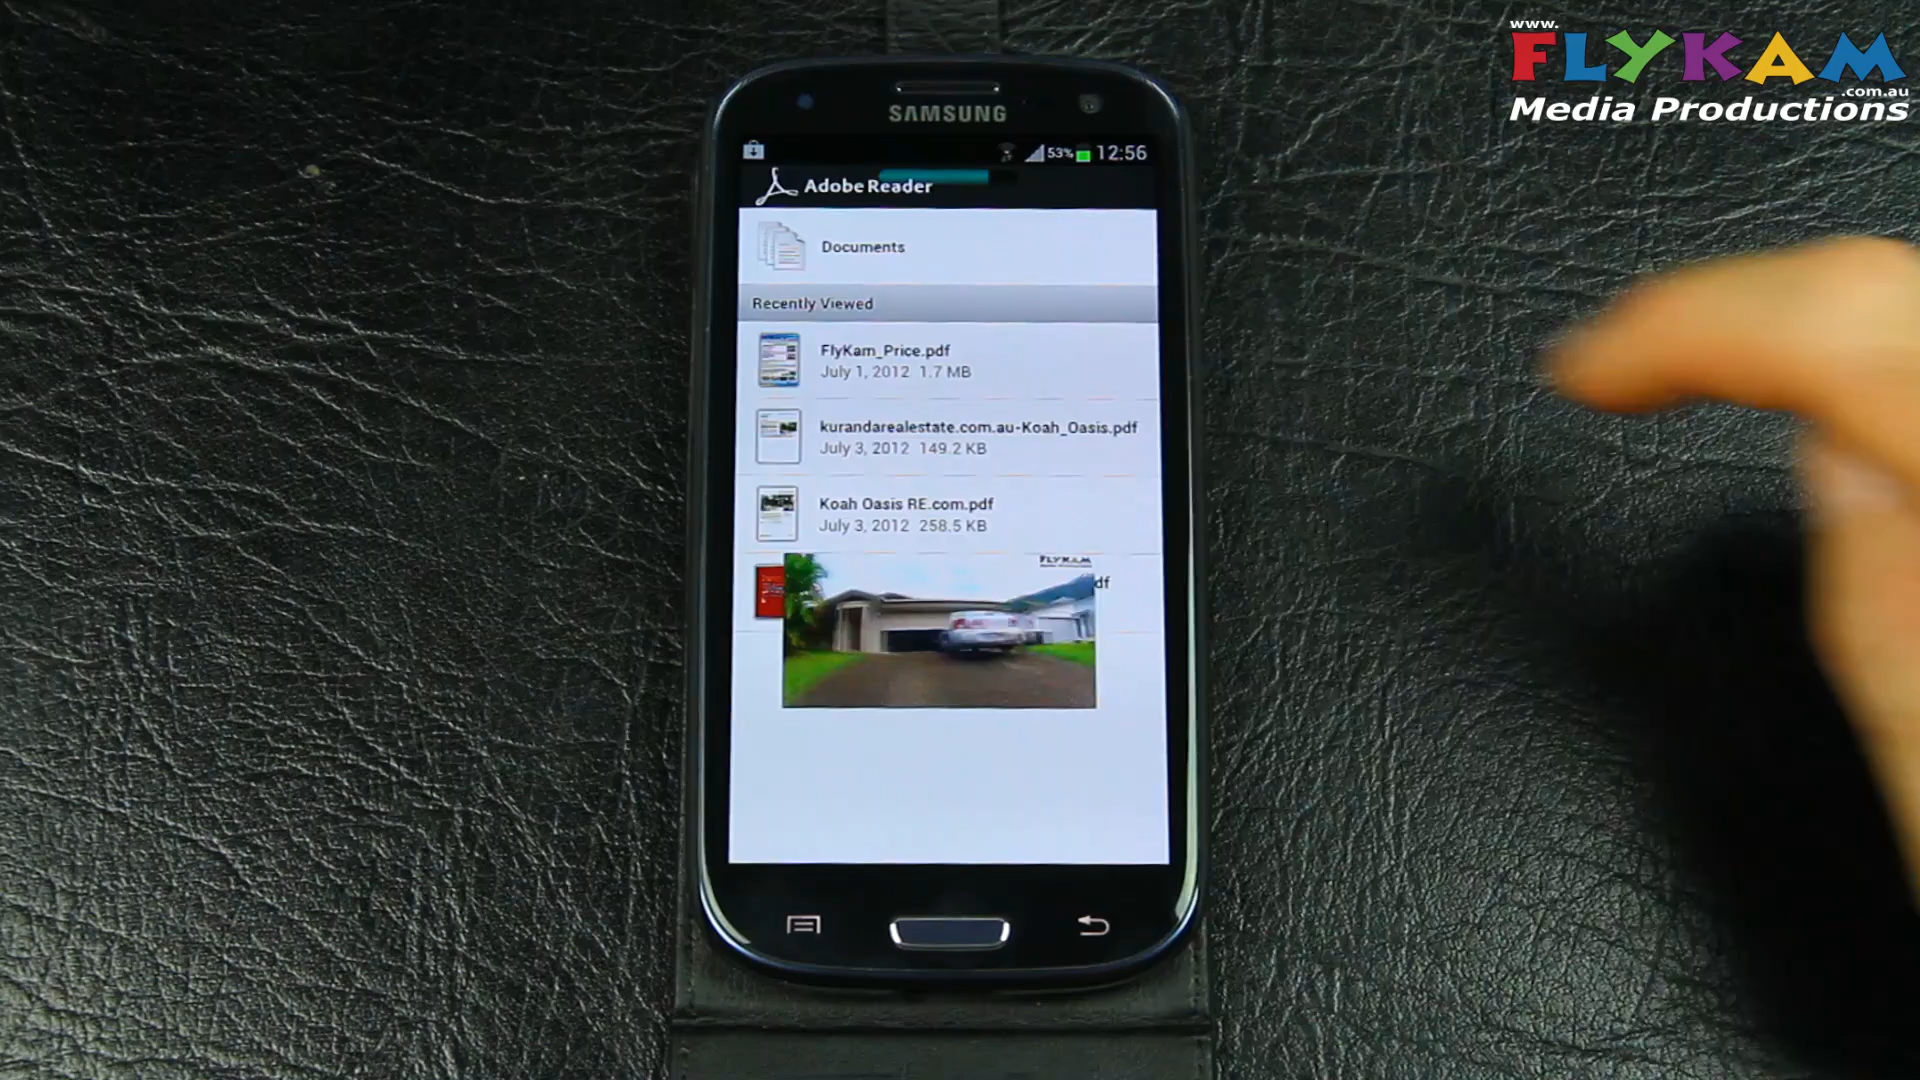 www.
FLYKAM
.com.au
Media Productions
SAMSUNG
53% 12:56
Adobe Reader
Documents
Recently Viewed
FlyKam_Price.pdf
July 1, 2012 1.7 MB
kurandarealestate.com.au-Koah_Oasis.pdf
July 3, 2012 149.2 KB
Koah Oasis RE.com.pdf
July 3, 2012 258.5 KB
FLYKAM
df